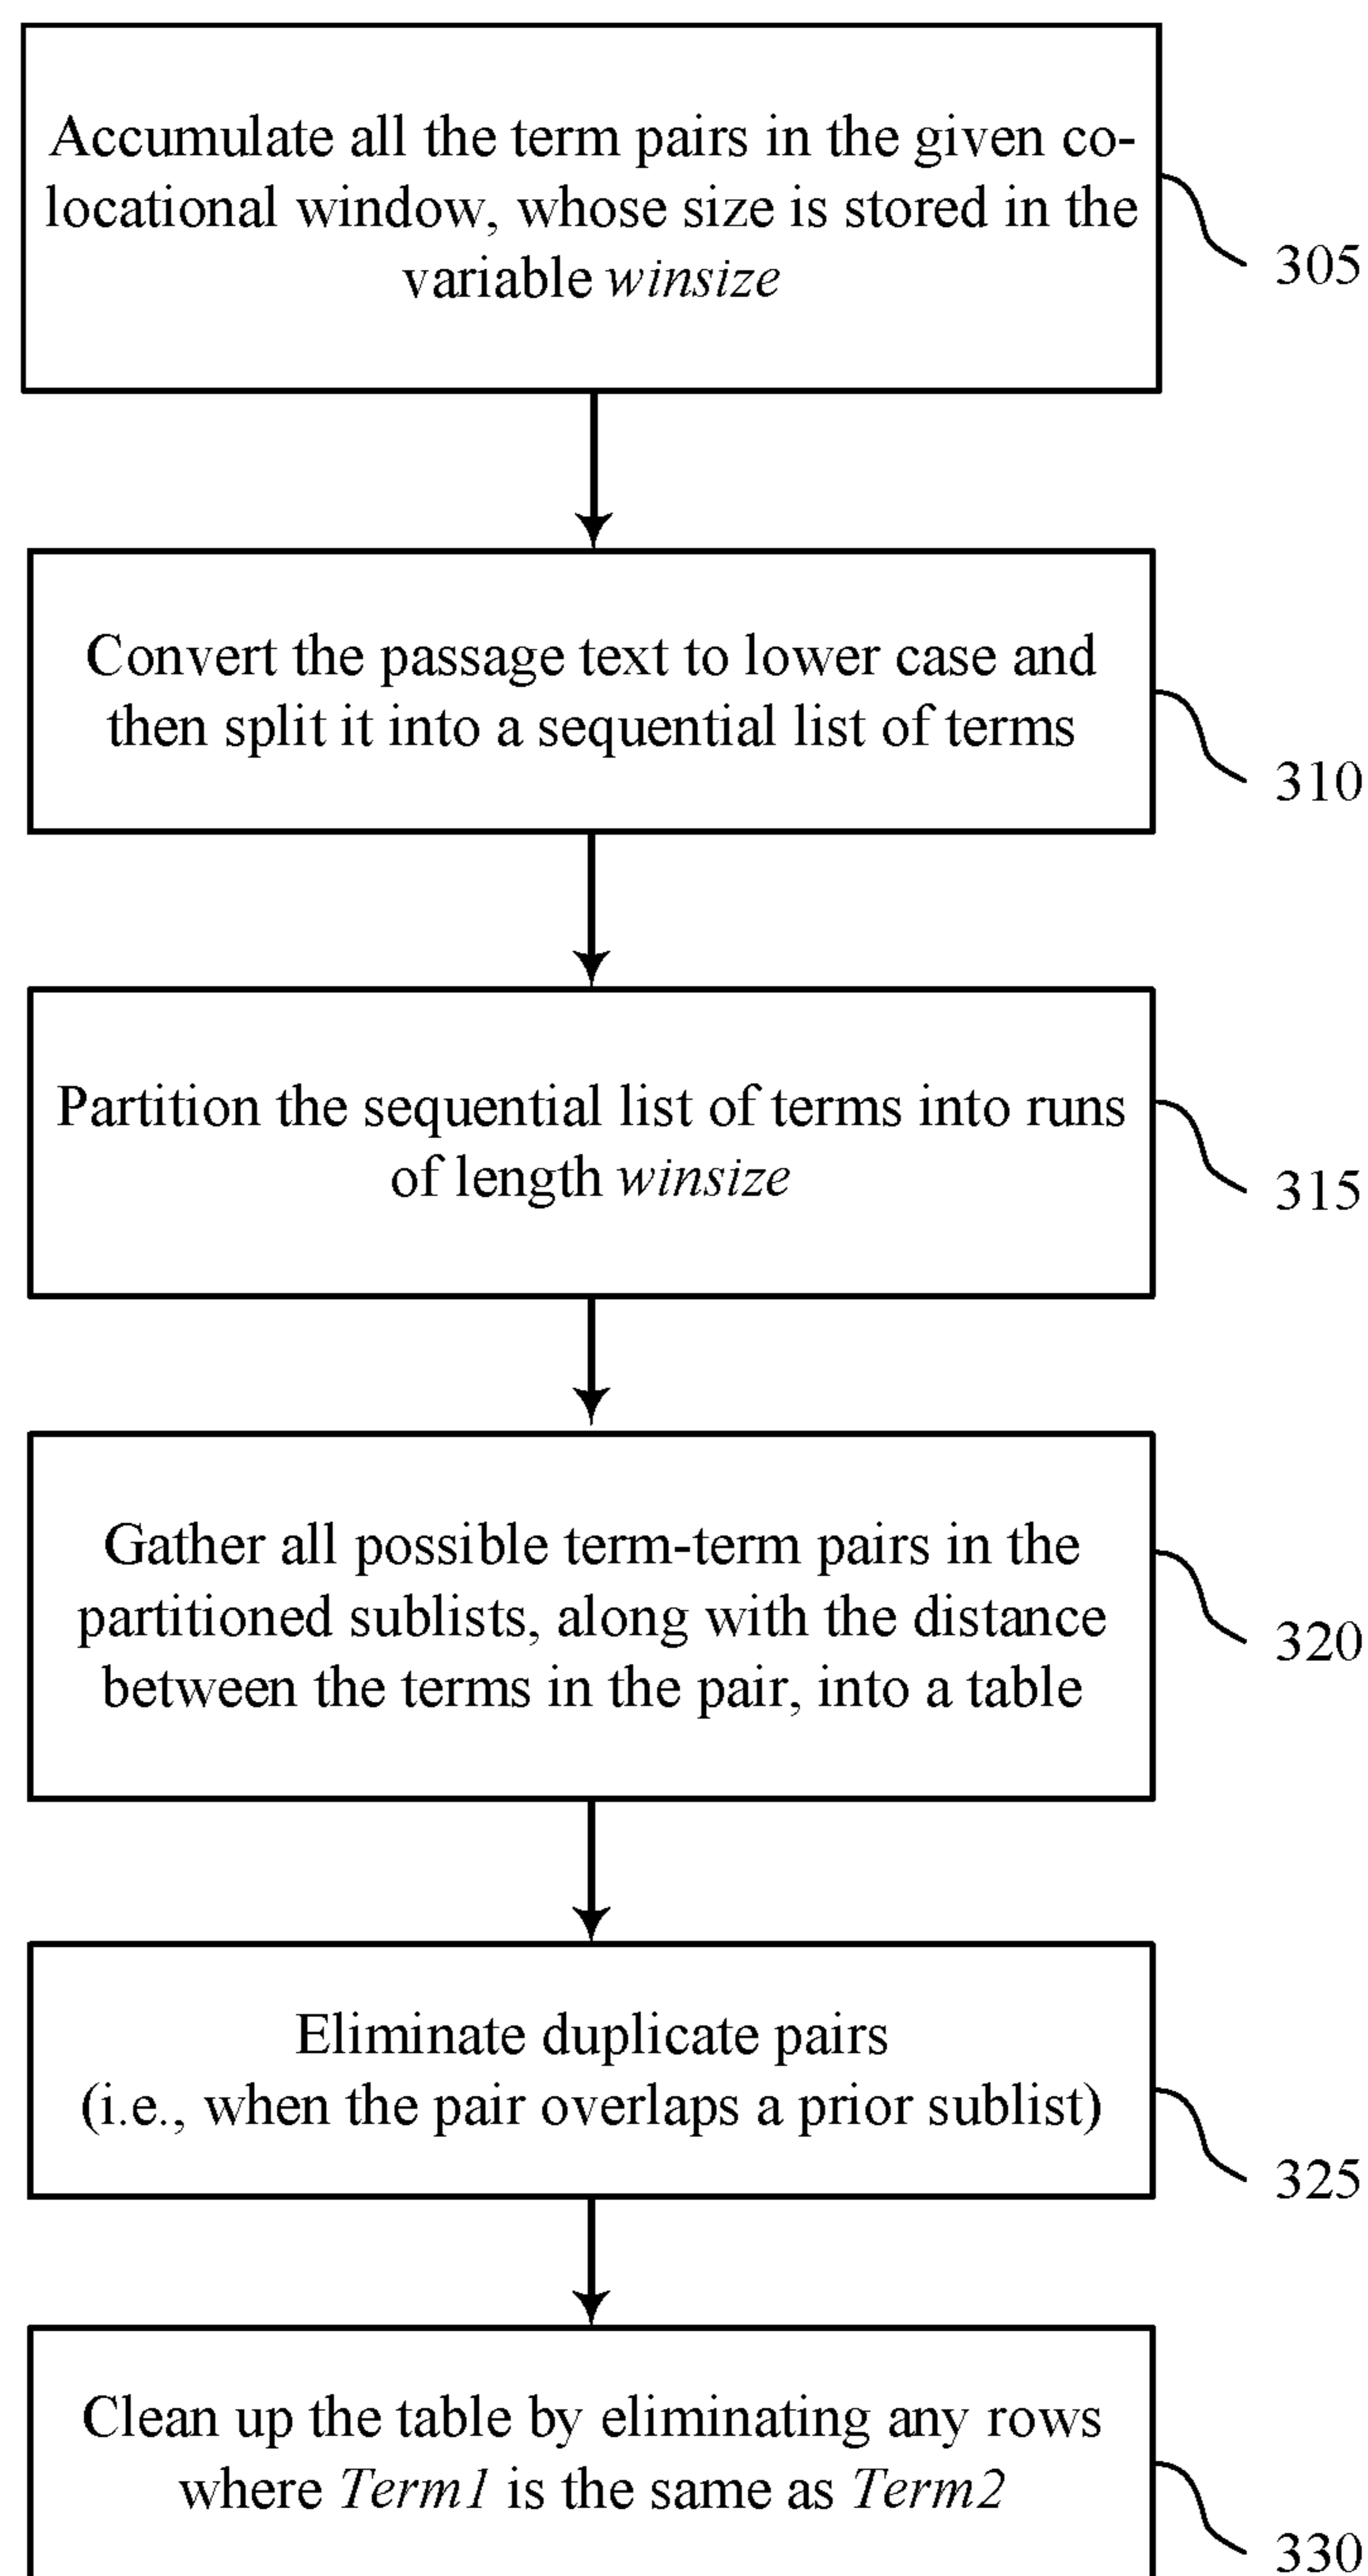 Accumulate all the term pairs in the given co-
locational window, whose size is stored in the
variable winsize
305
Convert the passage text to lower case and
then split it into a sequential list of terms
310
Partition the sequential list of terms into runs
of length winsize
315
Gather all possible term-term pairs in the
partitioned sublists, along with the distance
between the terms in the pair, into a table
320
Eliminate duplicate pairs
(i.e., when the pair overlaps a prior sublist)
325
Clean up the table by eliminating any rows
where Term1 is the same as Term2
330